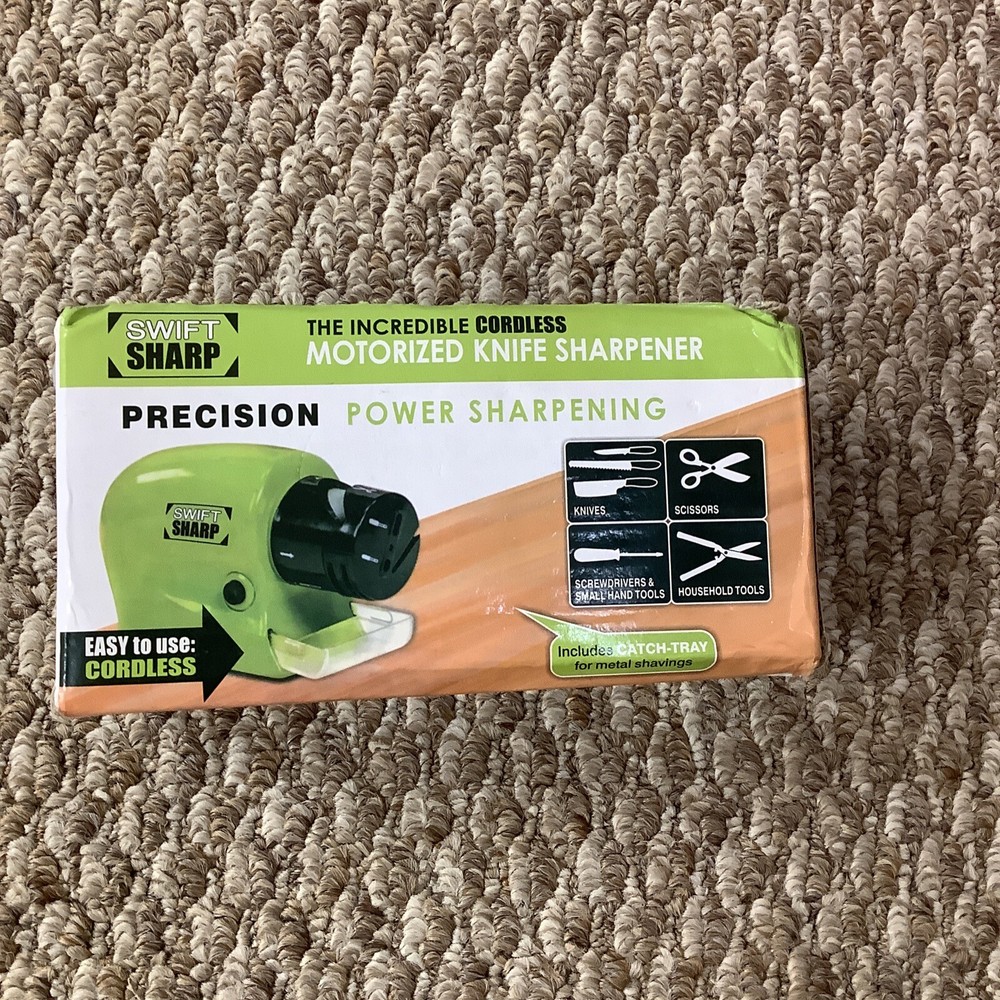 SWIFT
SHARP
THE INCREDIBLE CORDLESS
MOTORIZED KNIFE SHARPENER
PRECISION POWER SHARPENING
SWIFT
SHARP
KNIVES
SCISSORS
SCREWDRIVERS &
SMALL HAND TOOLS
HOUSEHOLD TOOLS
EASY to use:
CORDLESS
Includes CATCH-TRAY
for metal shavings